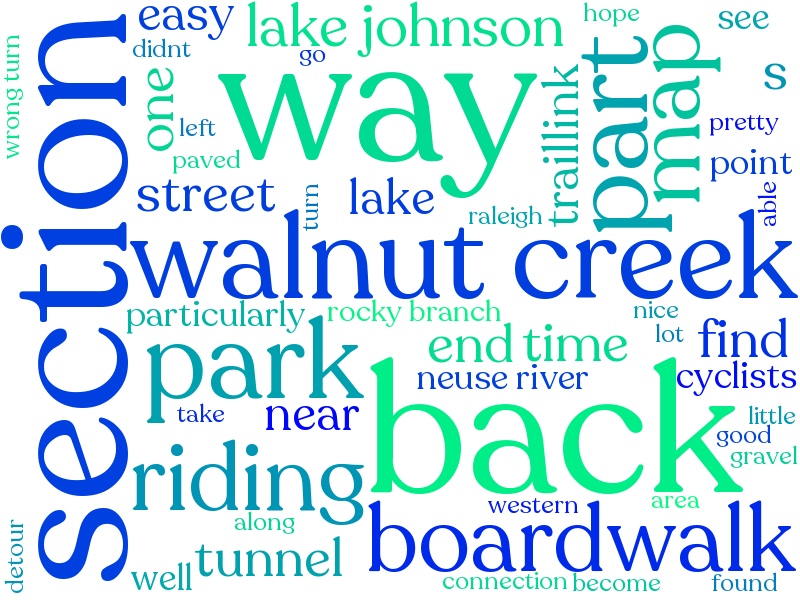 wrong turn
section
detour
easy
didnt
one
left
paved
street
turn
lake johnson
go
way
lake
raleigh
hope
traillink
part
map
see
s
pretty
point
able
walnut creek
particularly
rocky branch
nice
lot
find
park
end
time
neuse river
cyclists
take
near
back
little
good
gravel
riding
along
western
area
boardwalk
well
tunnel
connection
become
found